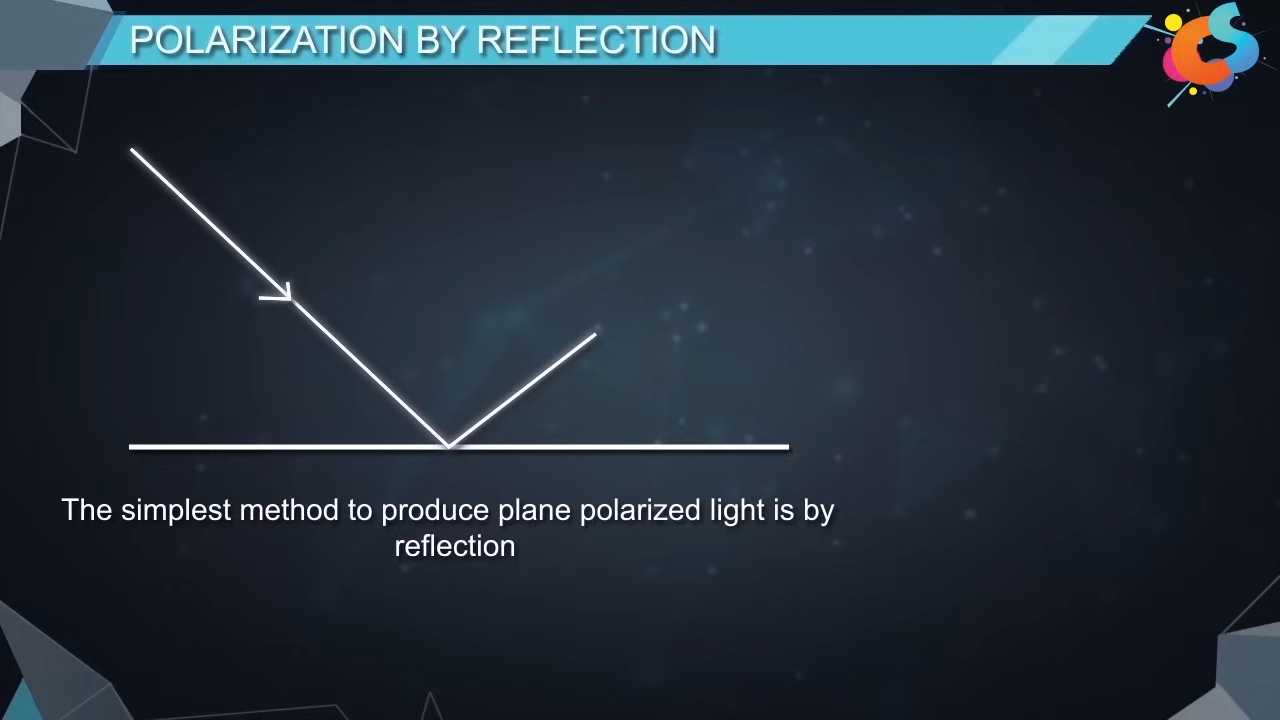 POLARIZATION BY REFLECTION
The simplest method to produce plane polarized light is by
reflection